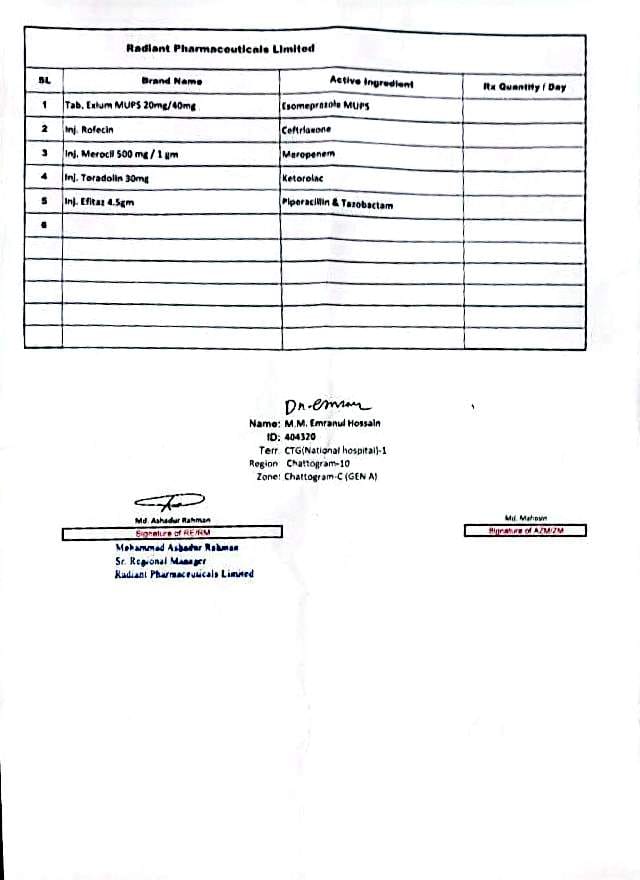 Radiant Pharmaceuticals Limited
SL Brand Name Active Ingredient Rx Quantity / Day
1 Tab. Exium MUPS 20mg/40mg Esomeprazole MUPS
2 Inj. Rofecin Ceftriaxone
3 Inj. Merocil 500 mg / 1 gm Meropenem
4 Inj. Toradolin 30mg Ketorolac
5 Inj. Efitaz 4.5gm Piperacillin & Tazobactam
6
Dr. emran
Name: M.M. Emranul Hossain
ID: 404320
Terr CTG(National hospital)-1
Region Chattogram-10
Zone: Chattogram-C (GEN A)
Md. Ashadur Rahman
Signature of RE/RM
Mohammad Ashadur Rahman
Sr. Regional Manager
Radiant Pharmaceuticals Limited
Md. Mohsin
Signature of AZM/ZM